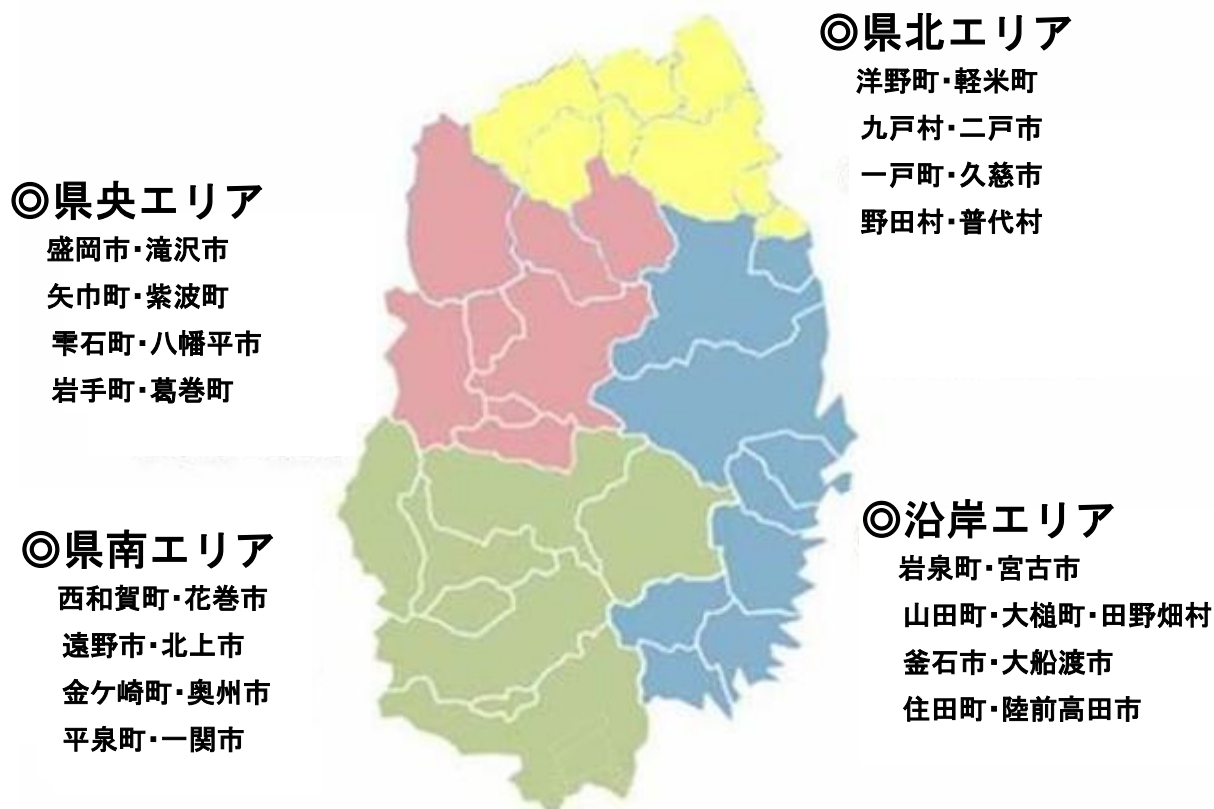 ◎県北エリア
洋野町・軽米町
九戸村・二戸市
一戸町・久慈市
野田村・普代村
◎県央エリア
盛岡市・滝沢市
矢巾町・紫波町
雫石町・八幡平市
岩手町・葛巻町
◎県南エリア
西和賀町・花巻市
遠野市・北上市
金ケ崎町・奥州市
平泉町・一関市
◎沿岸エリア
岩泉町・宮古市
山田町・大槌町・田野畑村
釜石市・大船渡市
住田町・陸前高田市